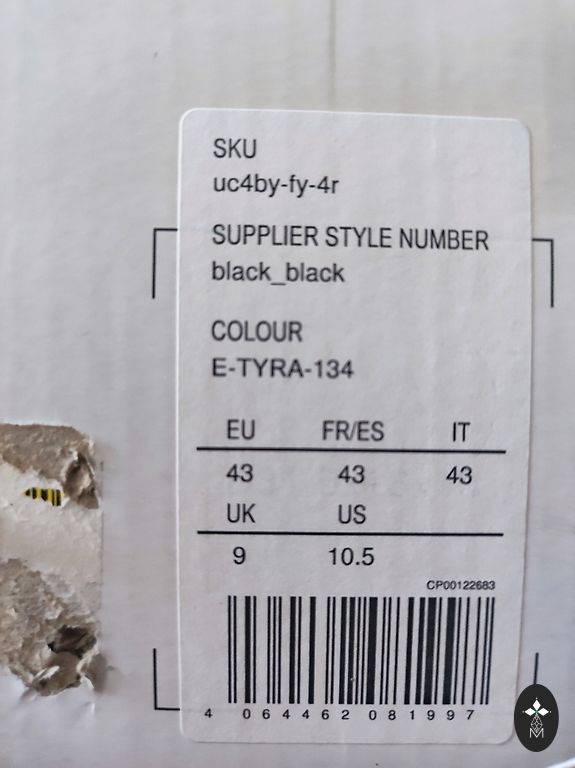 SKU
uc4by-fy-4r
SUPPLIER STYLE NUMBER
black_black
COLOUR
E-TYRA-134
EU FR/ES IT
43 43 43
UK US
9 10.5
CP00122683
4 064462 081997
M